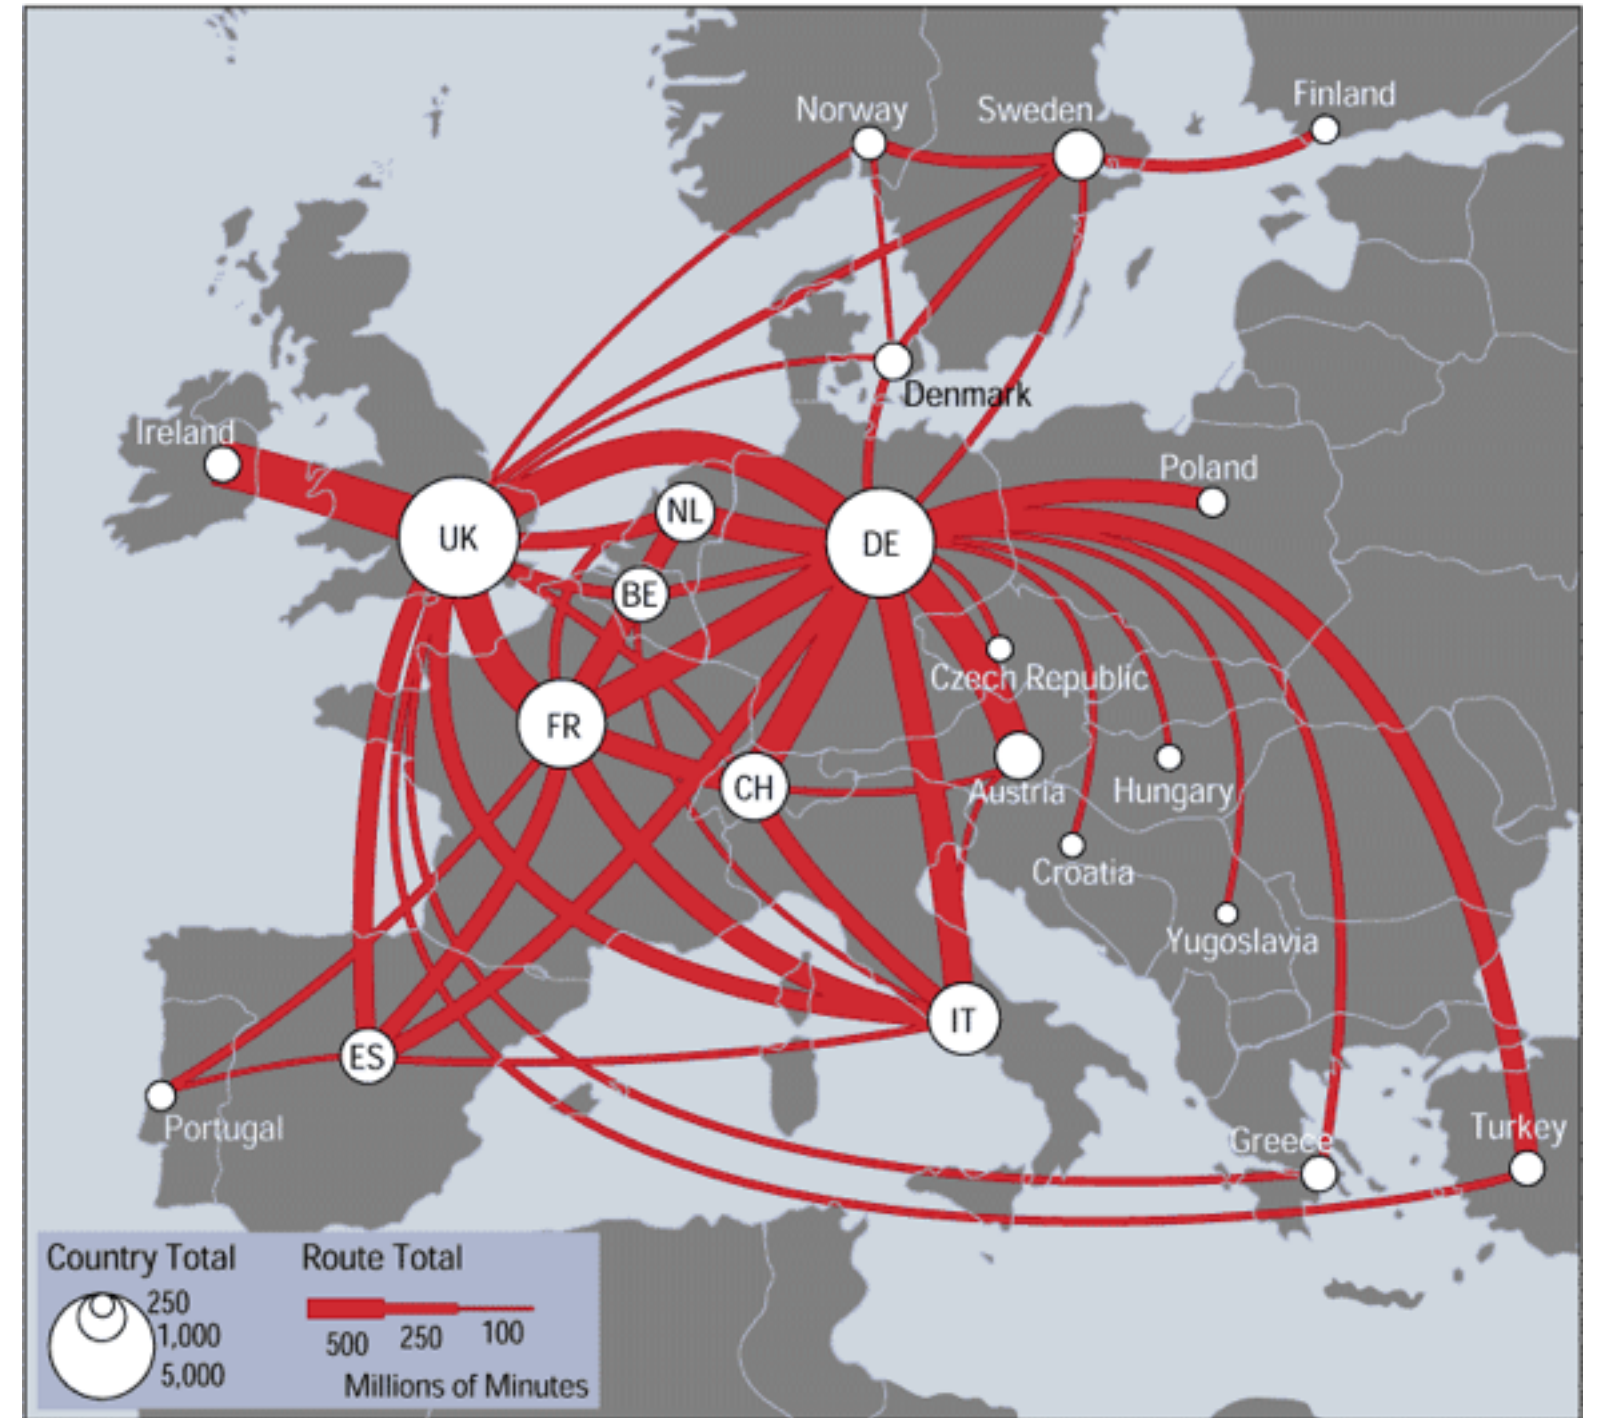 Norway
Sweden
Finland
Denmark
Ireland
Poland
UK
NL
DE
BE
Czech Republic
FR
CH
Austria
Hungary
Croatia
Yugoslavia
IT
ES
Portugal
Greece
Turkey
Country Total
250
1,000
5,000
Route Total
500 250 100
Millions of Minutes